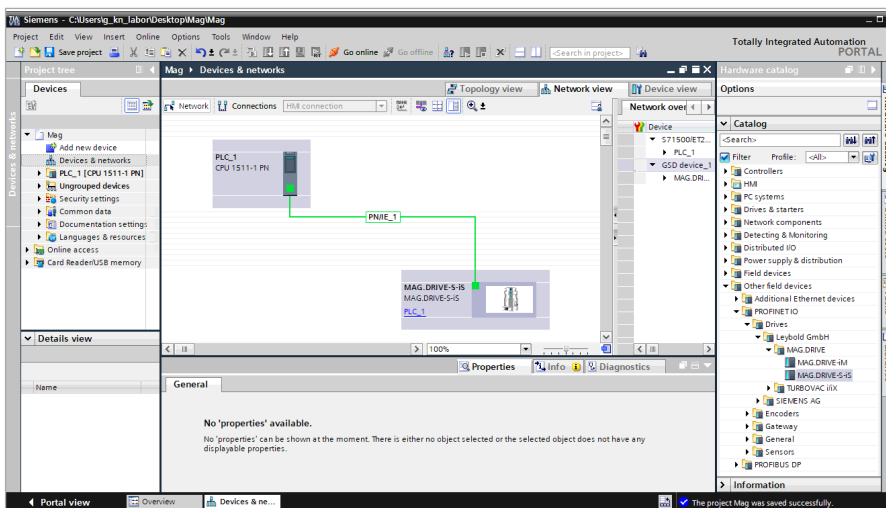 Siemens - C:\Users\g_kn_labor\Desktop\Mag\Mag
Project Edit View Insert Online Options Tools Window Help
Totally Integrated Automation
PORTAL
Save project
Go online
Go offline
<Search in project>
Project tree
Mag ▸ Devices & networks
Hardware catalog
Devices
Topology view
Network view
Device view
Options
Network
Connections
HMI connection
Network over
Devices & networks
Mag
Add new device
Devices & networks
PLC_1 [CPU 1511-1 PN]
Ungrouped devices
Security settings
Common data
Documentation settings
Languages & resources
Online access
Card Reader/USB memory
PLC_1
CPU 1511-1 PN
PN/IE_1
MAG.DRIVE-S-iS
MAG.DRIVE-S-iS
PLC_1
100%
Device
S71500/ET2...
PLC_1
GSD device_1
MAG.DRI...
Catalog
<Search>
Filter Profile: <All>
Controllers
HMI
PC systems
Drives & starters
Network components
Detecting & Monitoring
Distributed I/O
Power supply & distribution
Field devices
Other field devices
Additional Ethernet devices
PROFINET IO
Drives
Leybold GmbH
MAG.DRIVE
MAG.DRIVE-iM
MAG.DRIVE-S-iS
TURBOVAC i/iX
SIEMENS AG
Encoders
Gateway
General
Sensors
PROFIBUS DP
Information
Details view
Name
Properties
Info
Diagnostics
General
No 'properties' available.
No 'properties' can be shown at the moment. There is either no object selected or the selected object does not have any
displayable properties.
Portal view
Overview
Devices & ne...
The project Mag was saved successfully.